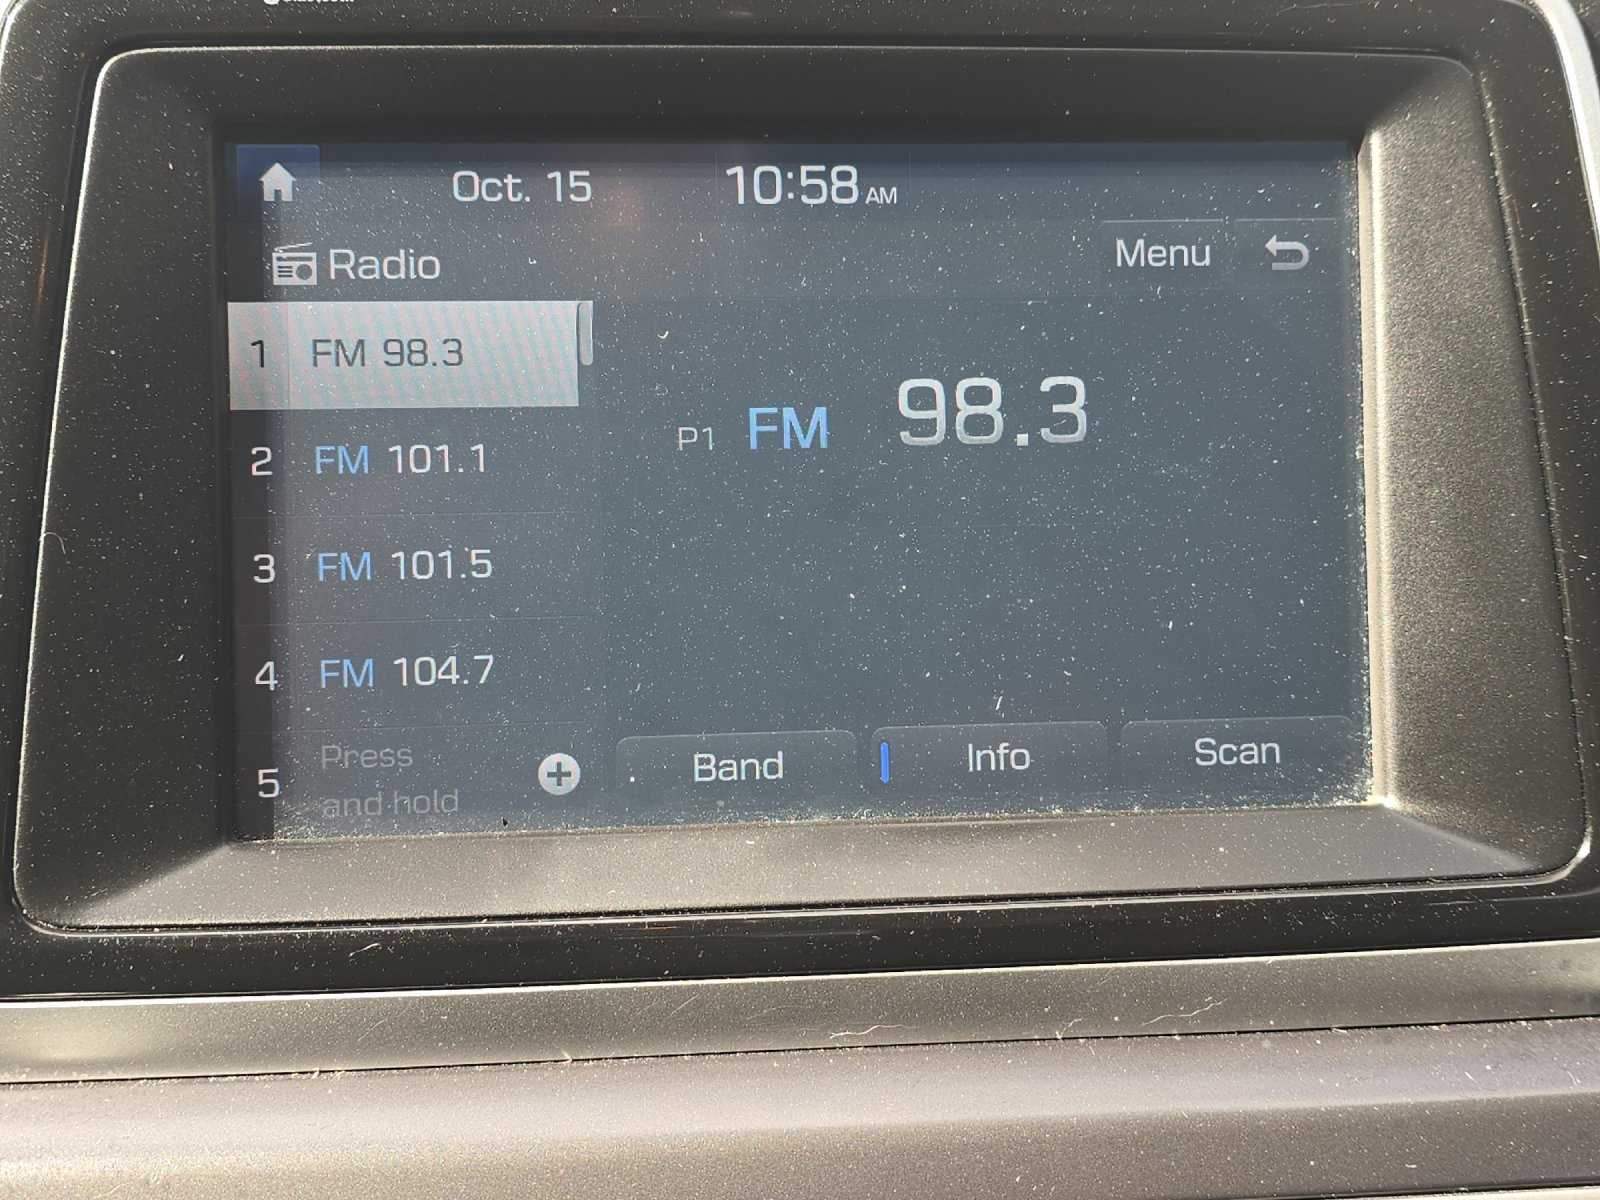 Oct. 15 10:58 AM
Radio
Menu
1 FM 98.3
P1 FM 98.3
2 FM 101.1
3 FM 101.5
4 FM 104.7
5 Press
and hold
Band
Info
Scan